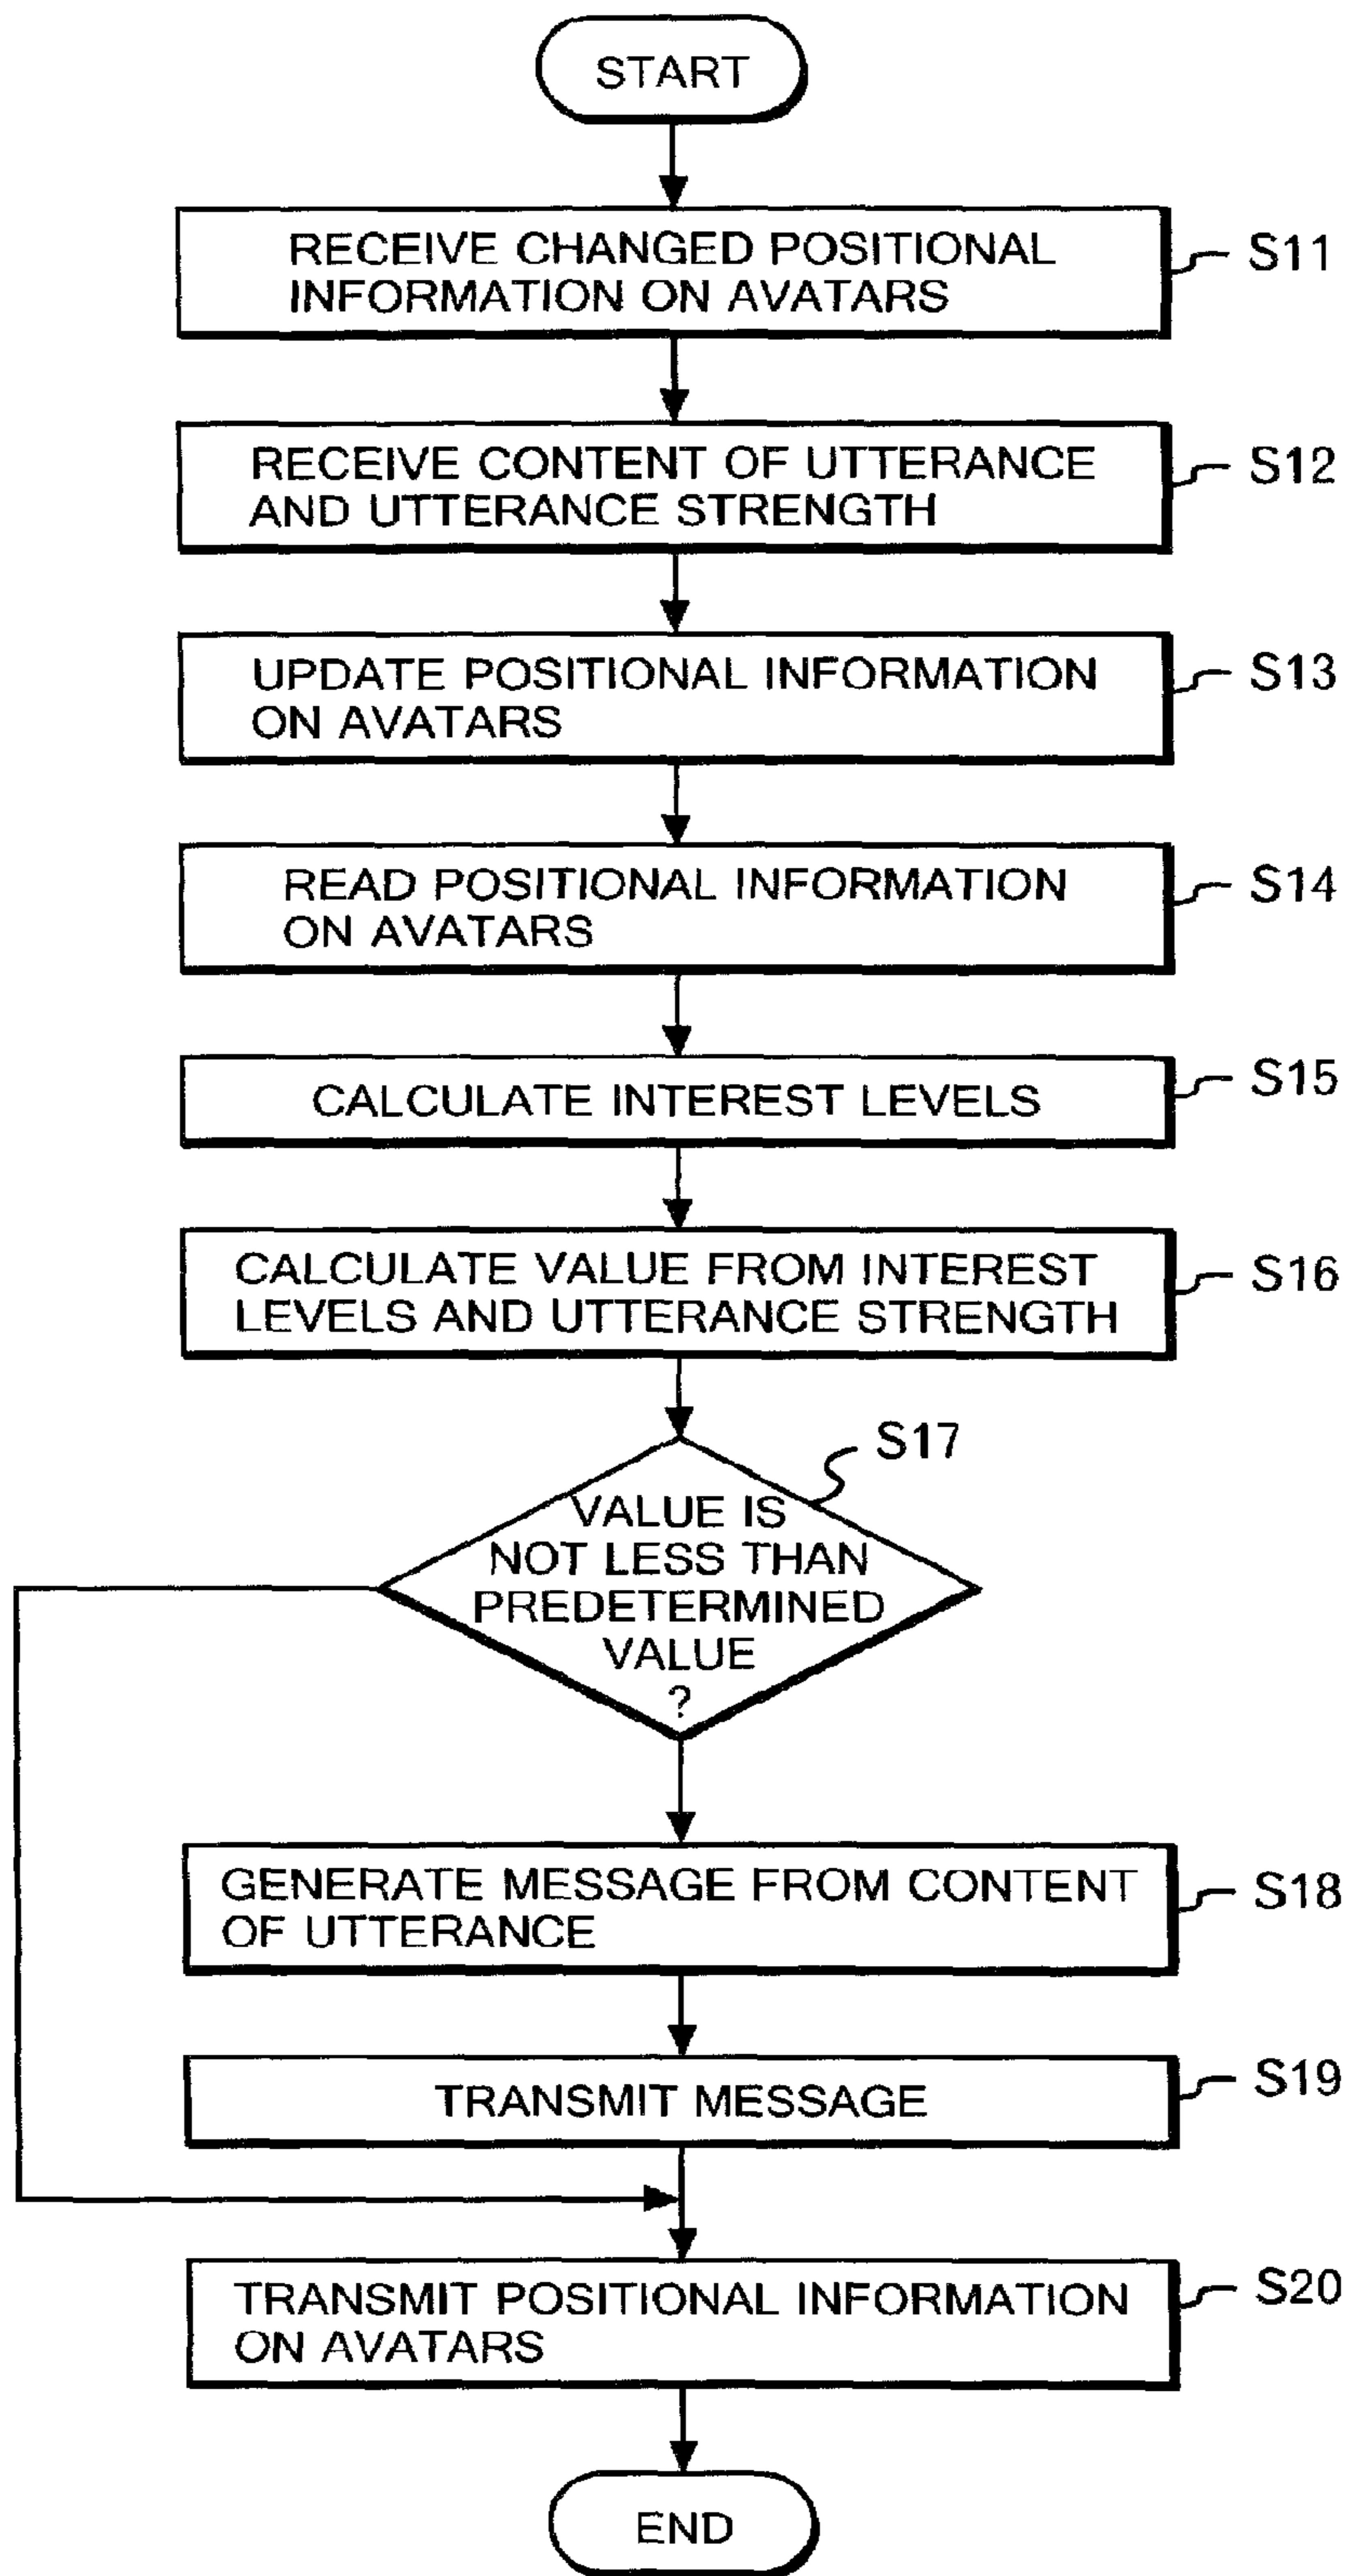 START
RECEIVE CHANGED POSITIONAL
INFORMATION ON AVATARS
S11
RECEIVE CONTENT OF UTTERANCE
AND UTTERANCE STRENGTH
S12
UPDATE POSITIONAL INFORMATION
ON AVATARS
S13
READ POSITIONAL INFORMATION
ON AVATARS
S14
CALCULATE INTEREST LEVELS
S15
CALCULATE VALUE FROM INTEREST
LEVELS AND UTTERANCE STRENGTH
S16
S17
VALUE IS
NOT LESS THAN
PREDETERMINED
VALUE
?
GENERATE MESSAGE FROM CONTENT
OF UTTERANCE
S18
TRANSMIT MESSAGE
S19
TRANSMIT POSITIONAL INFORMATION
ON AVATARS
S20
END